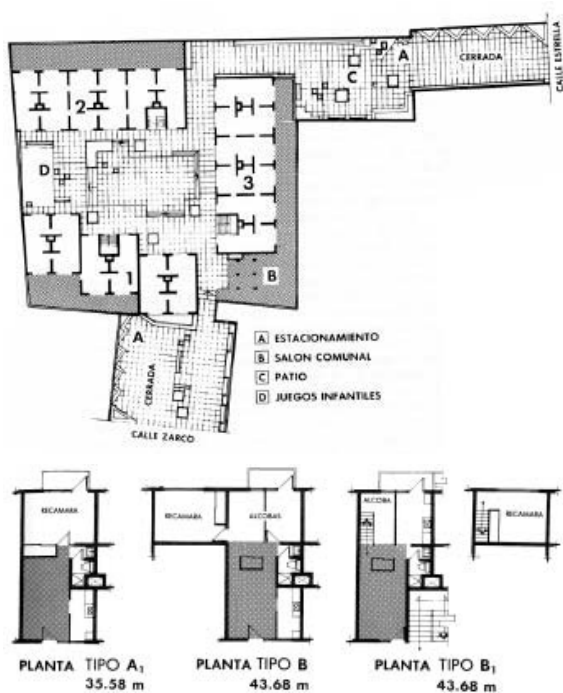 A
CERRADA
CALLE ESTRELLA
C
2
D
3
1
B
A
CERRADA
CALLE ZARCO
A ESTACIONAMIENTO
B SALON COMUNAL
C PATIO
D JUEGOS INFANTILES
RECAMARA
RECAMARA
ALCOBAS
ALCOBA
RECAMARA
PLANTA TIPO A1
35.58 m
PLANTA TIPO B
43.68 m
PLANTA TIPO B1
43.68 m